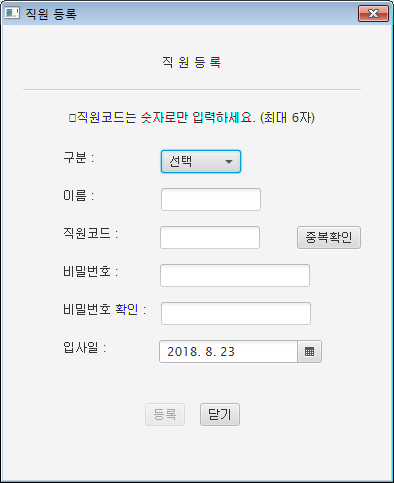 직원 등록
직 원 등 록
□직원코드는 숫자로만 입력하세요. (최대 6자)
구분 :
선택
이름 :
직원코드 :
중복확인
비밀번호 :
비밀번호 확인 :
입사일 :
2018. 8. 23
등록
닫기